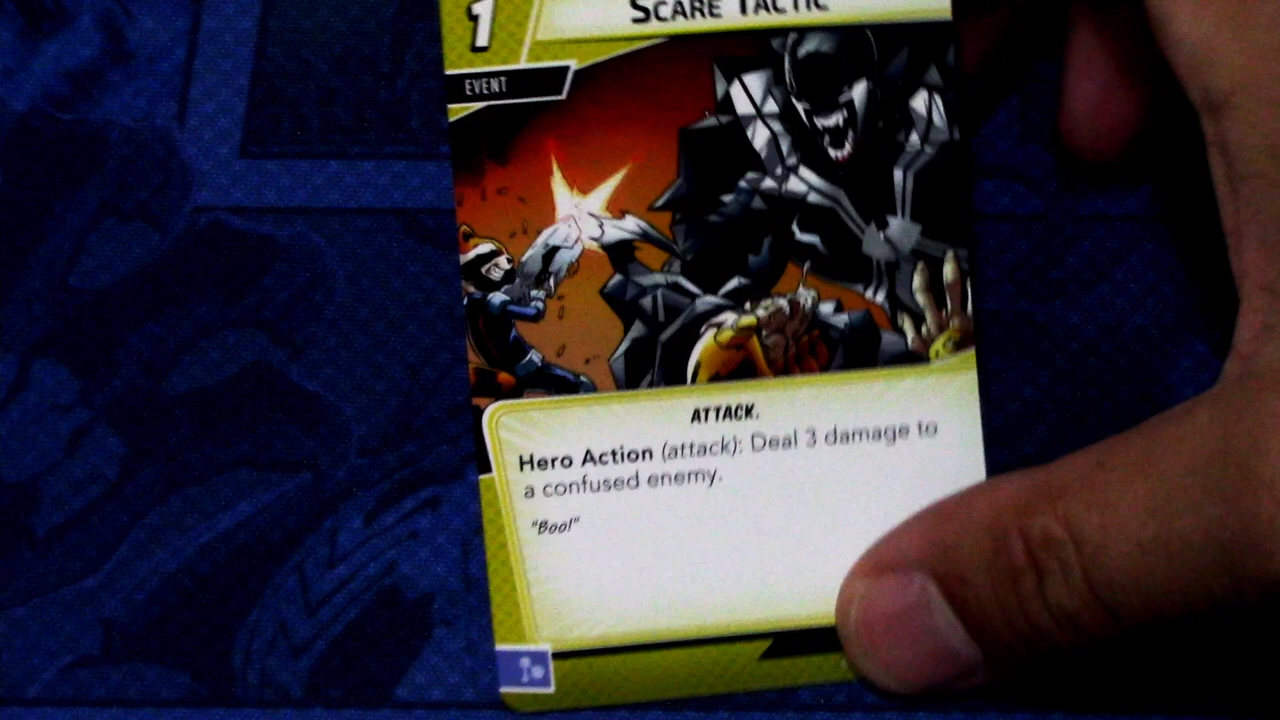 1
SCARE TACTIC
EVENT
ATTACK.
Hero Action (attack): Deal 3 damage to
a confused enemy.
"Boo!"